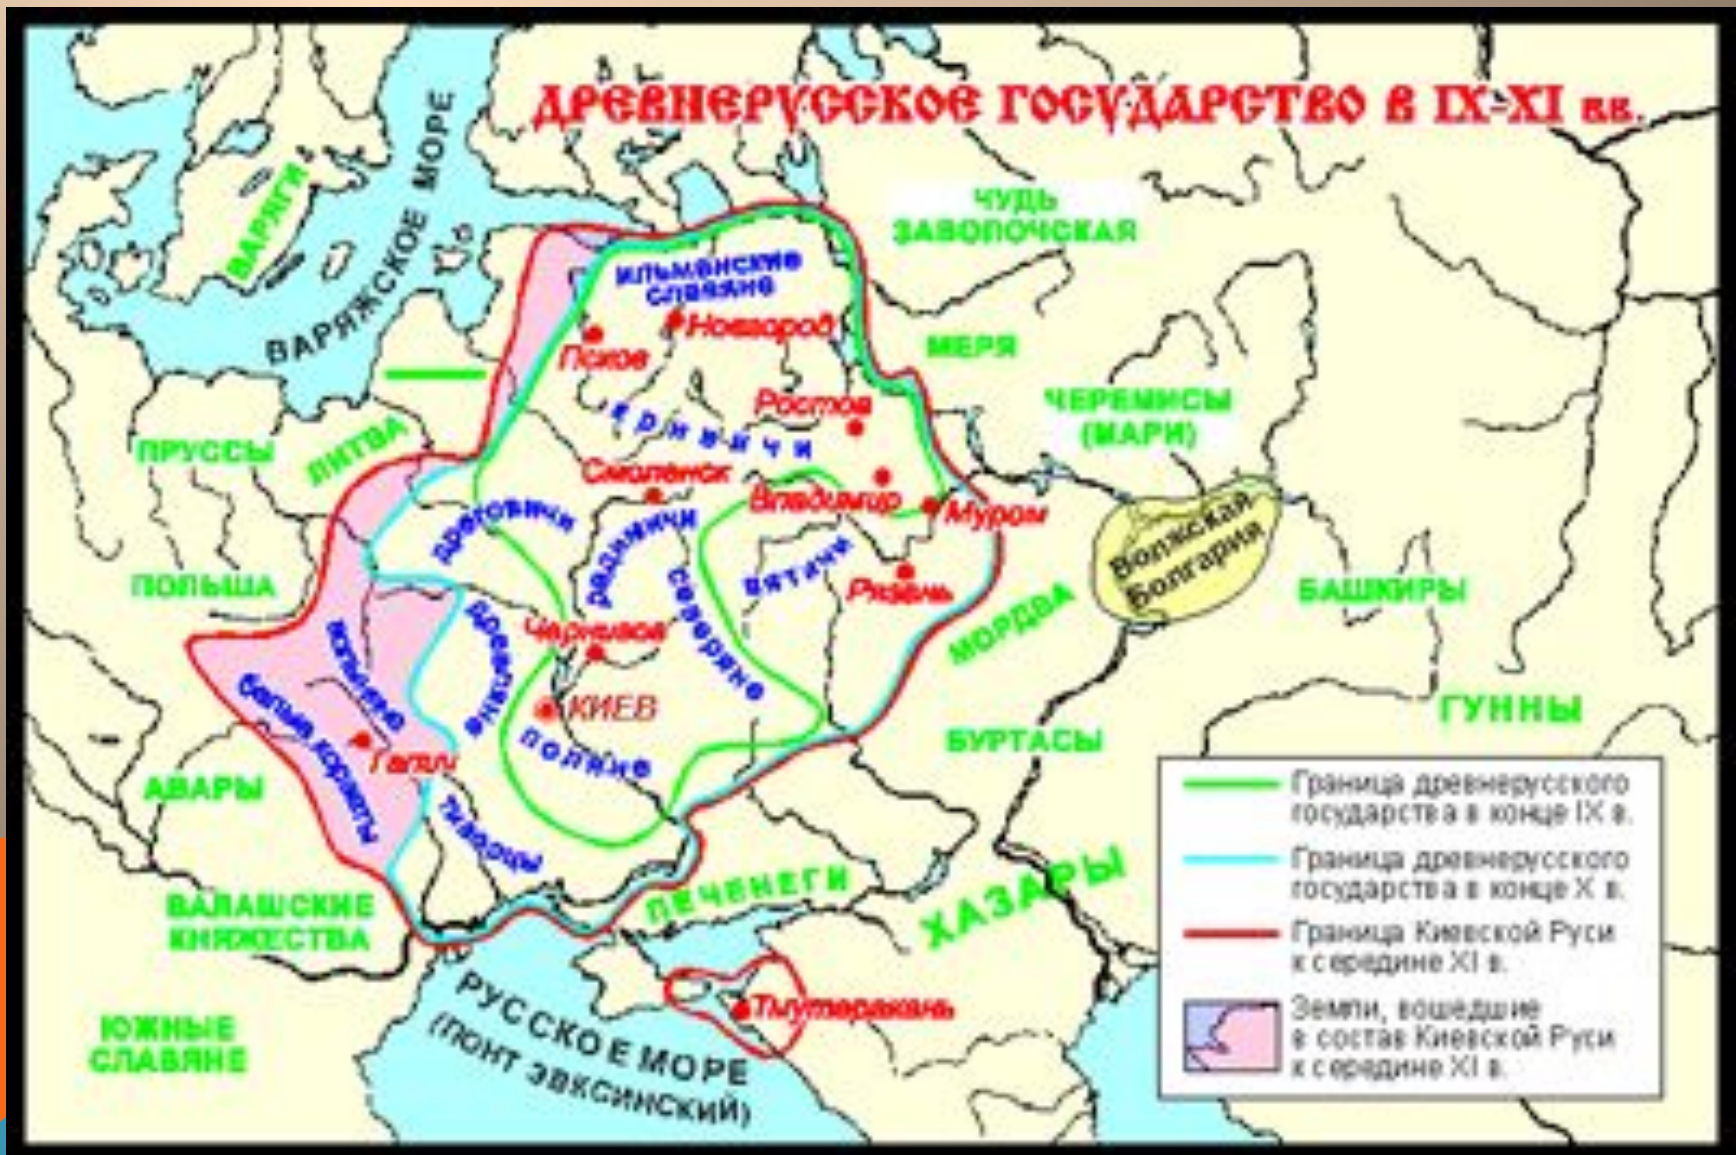 ДРЕВНЕРУССКОЕ ГОСУДАРСТВО В IX-XI вв.
ВАРЯЖСКОЕ МОРЕ
ВАРЯГИ
ЧУДЬ
ЗАВОЛОЧСКАЯ
ильменские
славяне
Новгород
Псков
МЕРЯ
Ростов
ЧЕРЕМИСЫ
(МАРИ)
кривичи
ПРУССЫ
ЛИТВА
Смоленск
Владимир
Муром
дреговичи
радимичи
вятичи
Волжская
Болгария
ПОЛЬША
Рязань
БАШКИРЫ
северяне
МОРДВА
Чернигов
древляне
волыняне
белые хорваты
КИЕВ
ГУННЫ
поляне
БУРТАСЫ
Галич
АВАРЫ
тиверцы
ПЕЧЕНЕГИ
ХАЗАРЫ
ВАЛАШСКИЕ
КНЯЖЕСТВА
РУССКОЕ МОРЕ
(ПОНТ ЭВКСИНСКИЙ)
Тмутаракань
ЮЖНЫЕ
СЛАВЯНЕ
Граница древнерусского
государства в конце IX в.
Граница древнерусского
государства в конце X в.
Граница Киевской Руси
к середине XI в.
Земли, вошедшие
в состав Киевской Руси
к середине XI в.